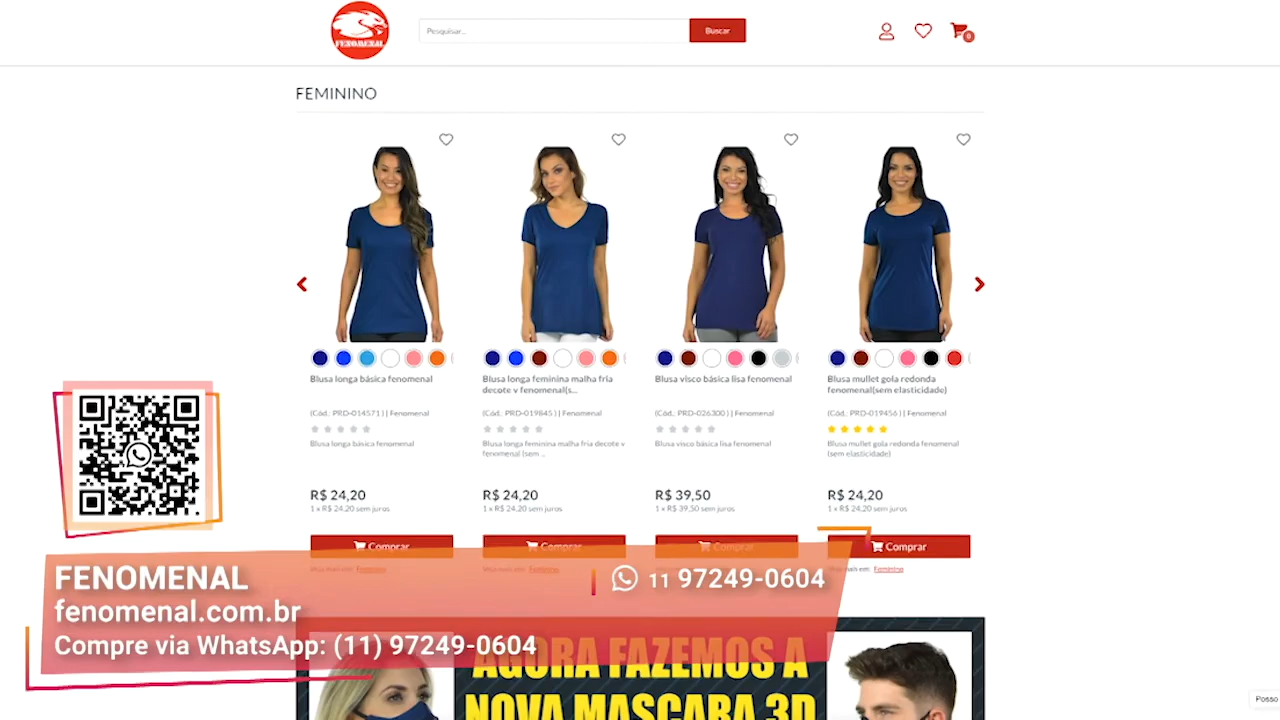 FENOMENAL
Pesquisar...
Buscar
0
FEMININO
Blusa longa básica fenomenal
(Cód.: PRD-014571) | Fenomenal
Blusa longa básica fenomenal
R$ 24,20
1 x R$ 24,20 sem juros
Comprar
Blusa longa feminina malha fria
decote v fenomenal(s...
(Cód.: PRD-019845) | Fenomenal
Blusa longa feminina malha fria decote v
fenomenal (sem ...
R$ 24,20
1 x R$ 24,20 sem juros
Comprar
Blusa visco básica lisa fenomenal
(Cód.: PRD-026300) | Fenomenal
Blusa visco básica lisa fenomenal
R$ 39,50
1 x R$ 39,50 sem juros
Comprar
Blusa mullet gola redonda
fenomenal(sem elasticidade)
(Cód.: PRD-019456) | Fenomenal
Blusa mullet gola redonda fenomenal
(sem elasticidade)
R$ 24,20
1 x R$ 24,20 sem juros
Comprar
em: Feminino
FENOMENAL
fenomenal.com.br
Compre via WhatsApp: (11) 97249-0604
11 97249-0604
AGORA FAZEMOS A
NOVA MASCARA 3D
Posso